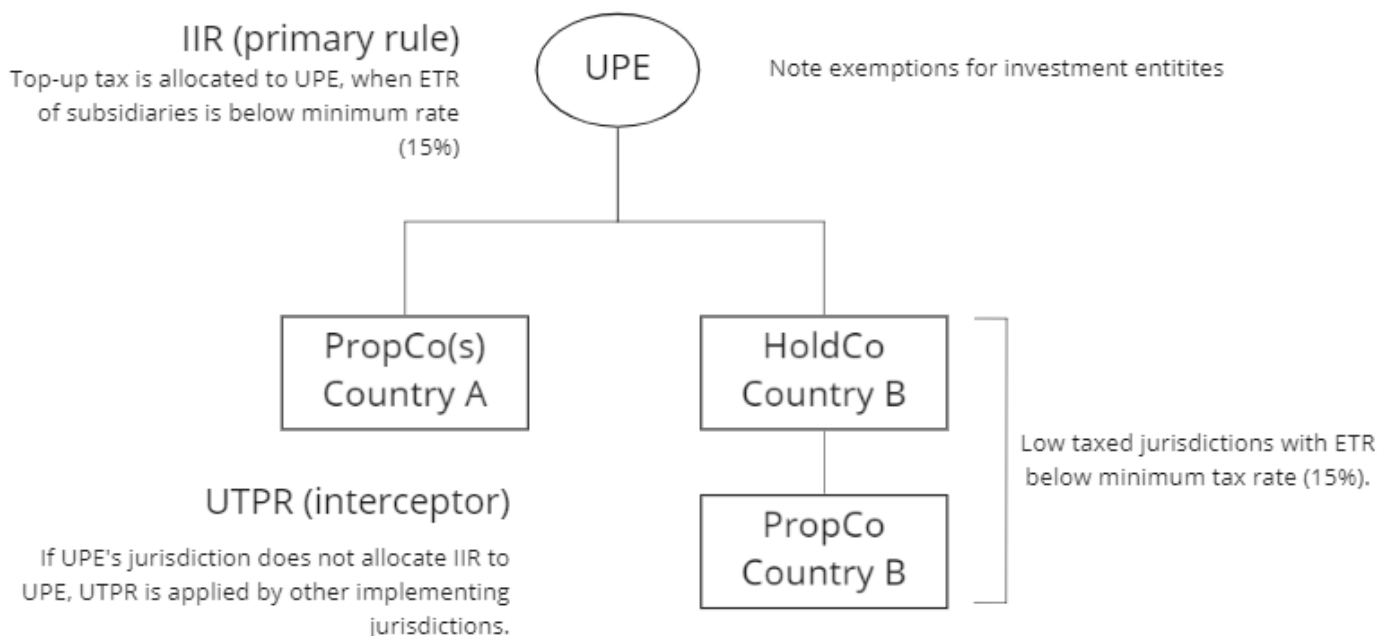 IIR (primary rule)
Top-up tax is allocated to UPE, when ETR
of subsidiaries is below minimum rate
(15%)
UPE
Note exemptions for investment entitites
PropCo(s)
Country A
HoldCo
Country B
Low taxed jurisdictions with ETR
below minimum tax rate (15%).
UTPR (interceptor)
If UPE's jurisdiction does not allocate IIR to
UPE, UTPR is applied by other implementing
jurisdictions.
PropCo
Country B